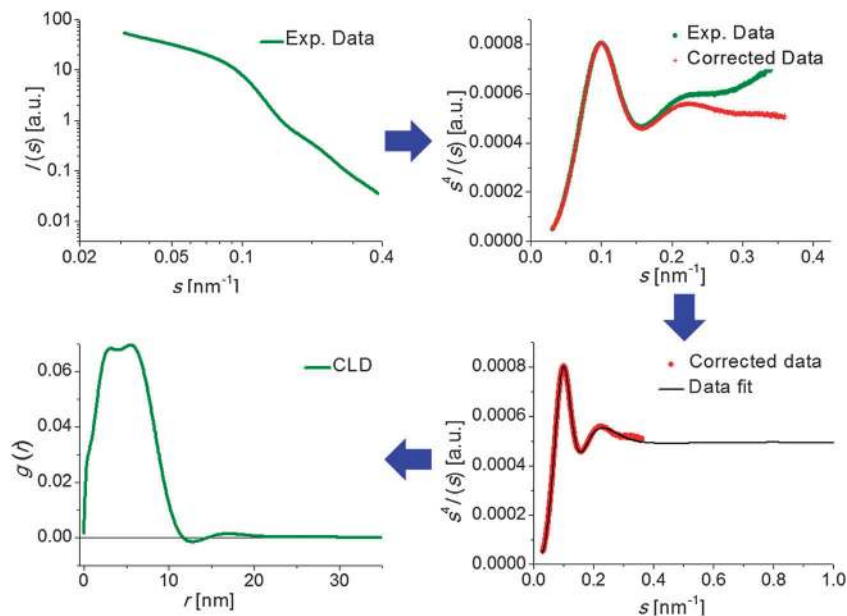 100
10
1
0.1
0.01
I (s) [a.u.]
Exp. Data
0.02 0.05 0.1 0.4
s [nm⁻¹]
0.0008
0.0006
0.0004
0.0002
0.0000
s⁴I (s) [a.u.]
Exp. Data
Corrected Data
0.0 0.1 0.2 0.3 0.4
s [nm⁻¹]
0.06
0.04
0.02
0.00
g(r)
CLD
0 10 20 30
r [nm]
0.0008
0.0006
0.0004
0.0002
0.0000
s⁴I (s) [a.u.]
Corrected data
Data fit
0.0 0.2 0.4 0.6 0.8 1.0
s [nm⁻¹]